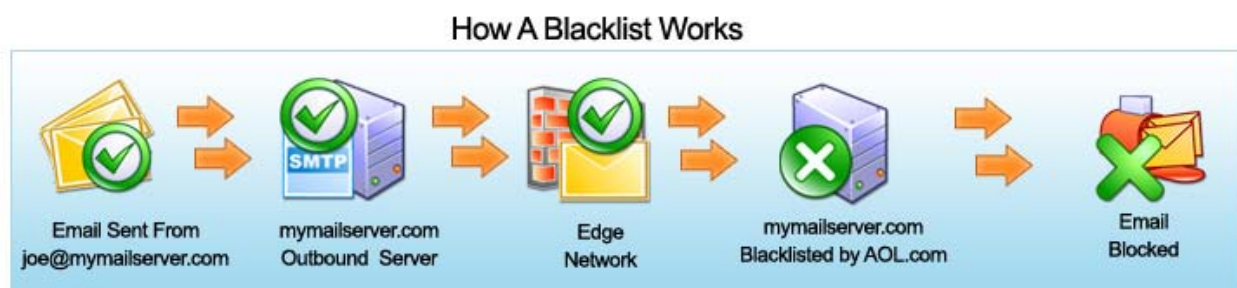 How A Blacklist Works
Email Sent From
joe@mymailserver.com
SMTP
mymailserver.com
Outbound Server
Edge
Network
mymailserver.com
Blacklisted by AOL.com
Email
Blocked